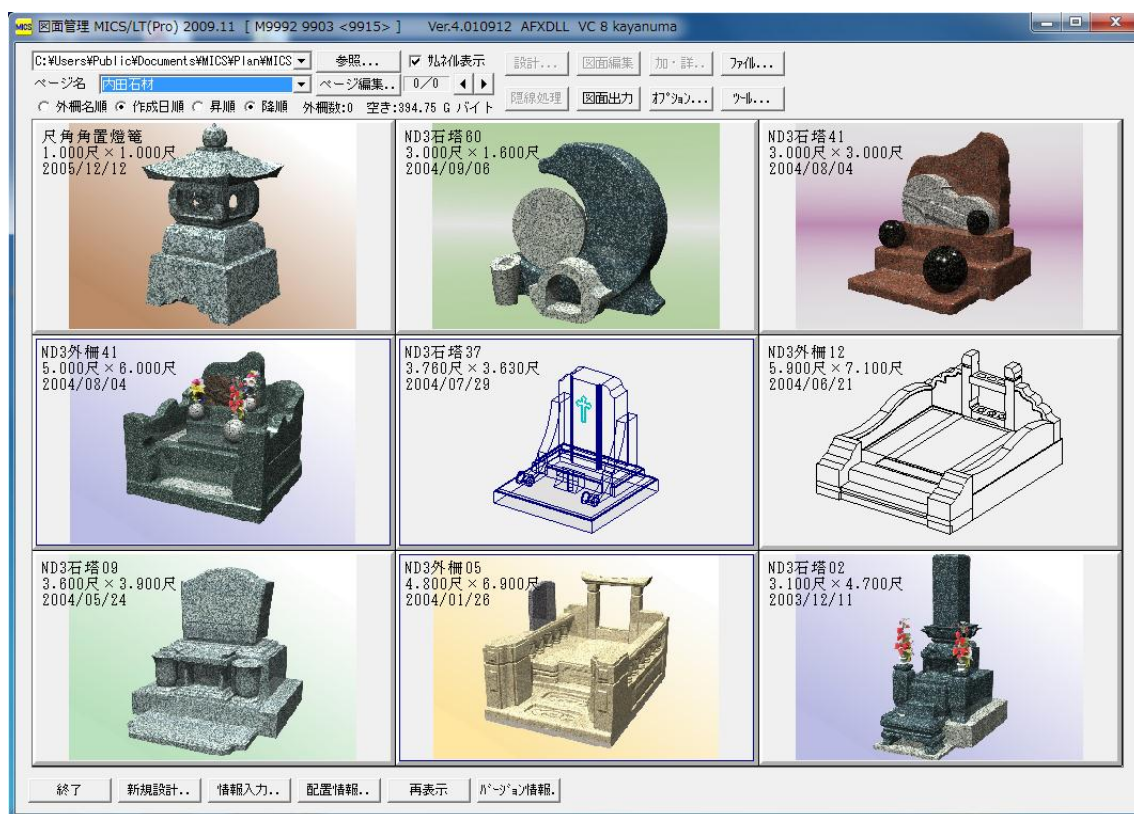 MICS 図面管理 MICS/LT(Pro) 2009.11 [ M9992 9903 <9915> ] Ver.4.010912 AFXDLL VC 8 kayanuma
C:¥Users¥Public¥Documents¥MICS¥Plan¥MICS 参照... ｻﾑﾈｲﾙ表示 設計... 図面編集 加・詳.. ﾌｧｲﾙ...
ページ名 内田石材 ページ編集.. 0/0 隠線処理 図面出力 ｵﾌﾟｼｮﾝ... ﾂｰﾙ...
外柵名順 作成日順 昇順 降順 外柵数:0 空き:394.75 G バイト
尺角角置燈篭
1.000尺×1.000尺
2005/12/12
ND3石塔60
3.000尺×1.600尺
2004/09/06
ND3石塔41
3.000尺×3.000尺
2004/08/04
ND3外柵41
5.000尺×6.000尺
2004/08/04
ND3石塔37
3.760尺×3.630尺
2004/07/29
ND3外柵12
5.900尺×7.100尺
2004/06/21
ND3石塔09
3.600尺×3.900尺
2004/05/24
ND3外柵05
4.800尺×6.900尺
2004/01/26
ND3石塔02
3.100尺×4.700尺
2003/12/11
終了 新規設計.. 情報入力.. 配置情報.. 再表示 ﾊﾞｰｼﾞｮﾝ情報.